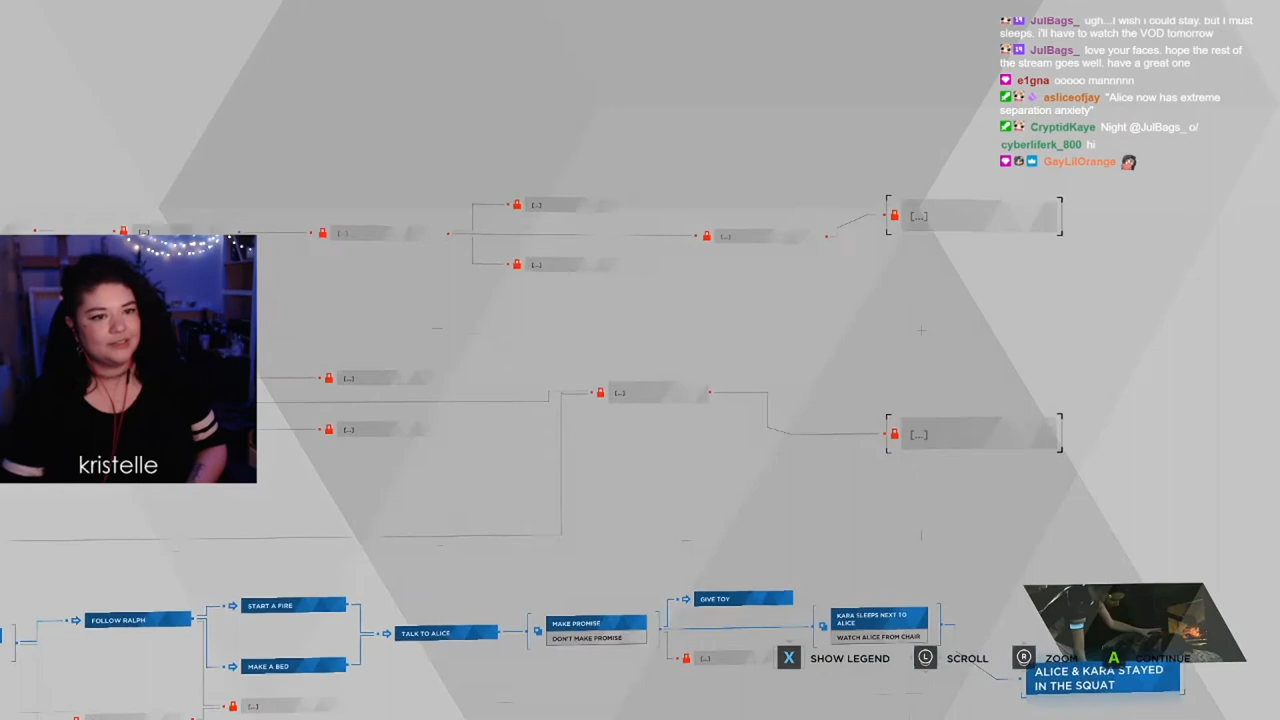 JulBags_ ugh...I wish i could stay. but I must
sleeps. i'll have to watch the VOD tomorrow
JulBags_ love your faces. hope the rest of
the stream goes well. have a great one
e1gna ooooo mannnnn
asliceofjay "Alice now has extreme
separation anxiety"
CryptidKaye Night @JulBags_ o/
cyberliferk_800 hi
GayLilOrange
[...]
[...]
[...]
[...]
[...]
[...]
[...]
[...]
[...]
[...]
kristelle
START A FIRE
FOLLOW RALPH
MAKE A BED
[...]
TALK TO ALICE
MAKE PROMISE
DON'T MAKE PROMISE
GIVE TOY
[...]
KARA SLEEPS NEXT TO
ALICE
WATCH ALICE FROM CHAIR
X SHOW LEGEND L SCROLL R ZOOM A CONTINUE
ALICE & KARA STAYED
IN THE SQUAT